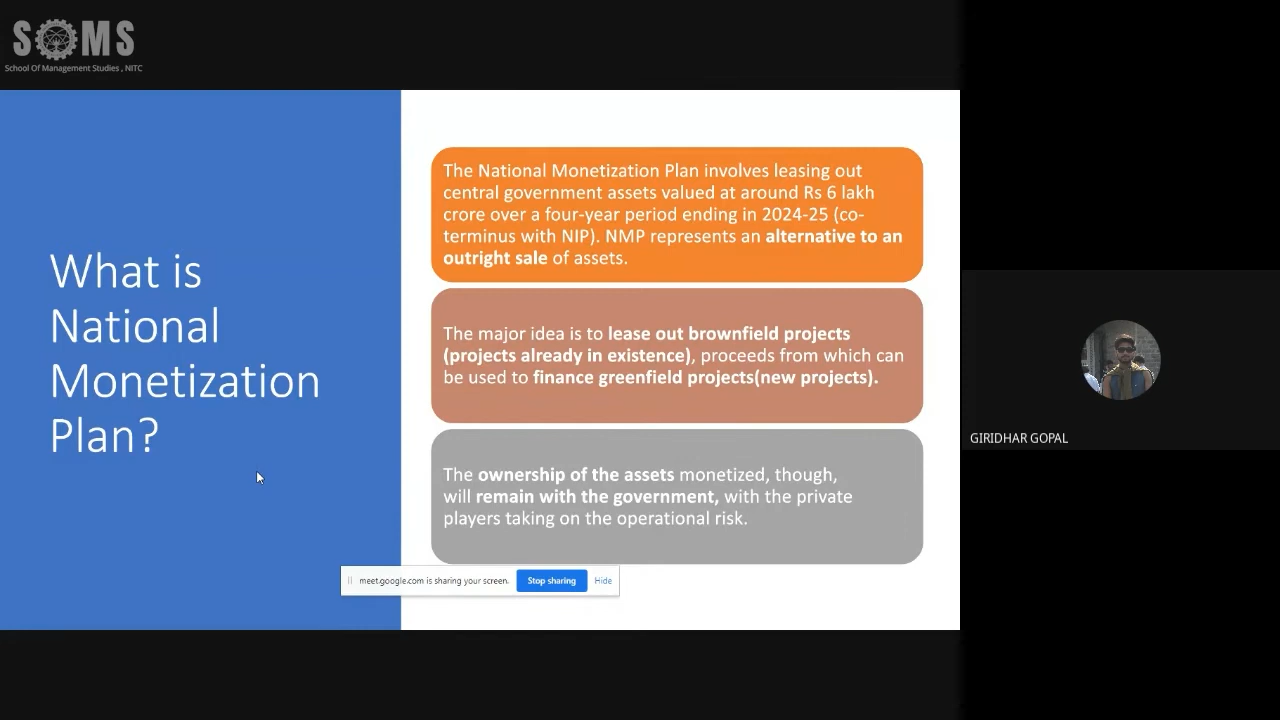 SOMS
School Of Management Studies , NITC
What is
National
Monetization
Plan?
The National Monetization Plan involves leasing out
central government assets valued at around Rs 6 lakh
crore over a four-year period ending in 2024-25 (co-
terminus with NIP). NMP represents an alternative to an
outright sale of assets.
The major idea is to lease out brownfield projects
(projects already in existence), proceeds from which can
be used to finance greenfield projects(new projects).
The ownership of the assets monetized, though,
will remain with the government, with the private
players taking on the operational risk.
meet.google.com is sharing your screen. Stop sharing Hide
GIRIDHAR GOPAL